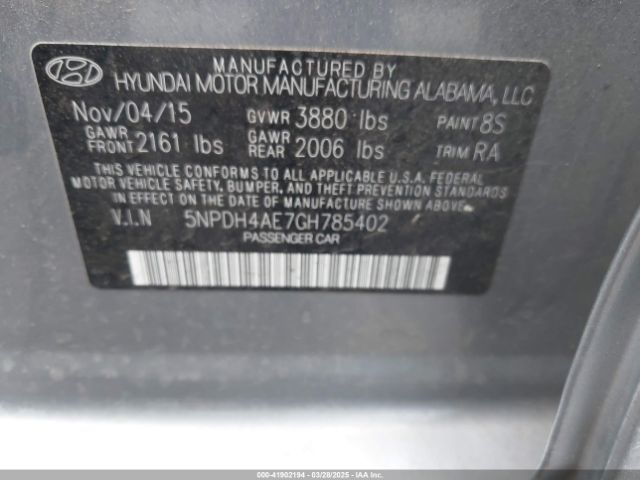 MANUFACTURED BY
HYUNDAI MOTOR MANUFACTURING ALABAMA, LLC
Nov/04/15 GVWR 3880 lbs PAINT 8S
GAWR FRONT 2161 lbs GAWR REAR 2006 lbs TRIM RA
THIS VEHICLE CONFORMS TO ALL APPLICABLE U.S.A. FEDERAL
MOTOR VEHICLE SAFETY, BUMPER, AND THEFT PREVENTION STANDARDS
IN EFFECT ON THE DATE OF MANUFACTURE SHOWN ABOVE.
V.I.N 5NPDH4AE7GH785402
PASSENGER CAR
000-41902194 - 03/28/2025 - IAAI.COM